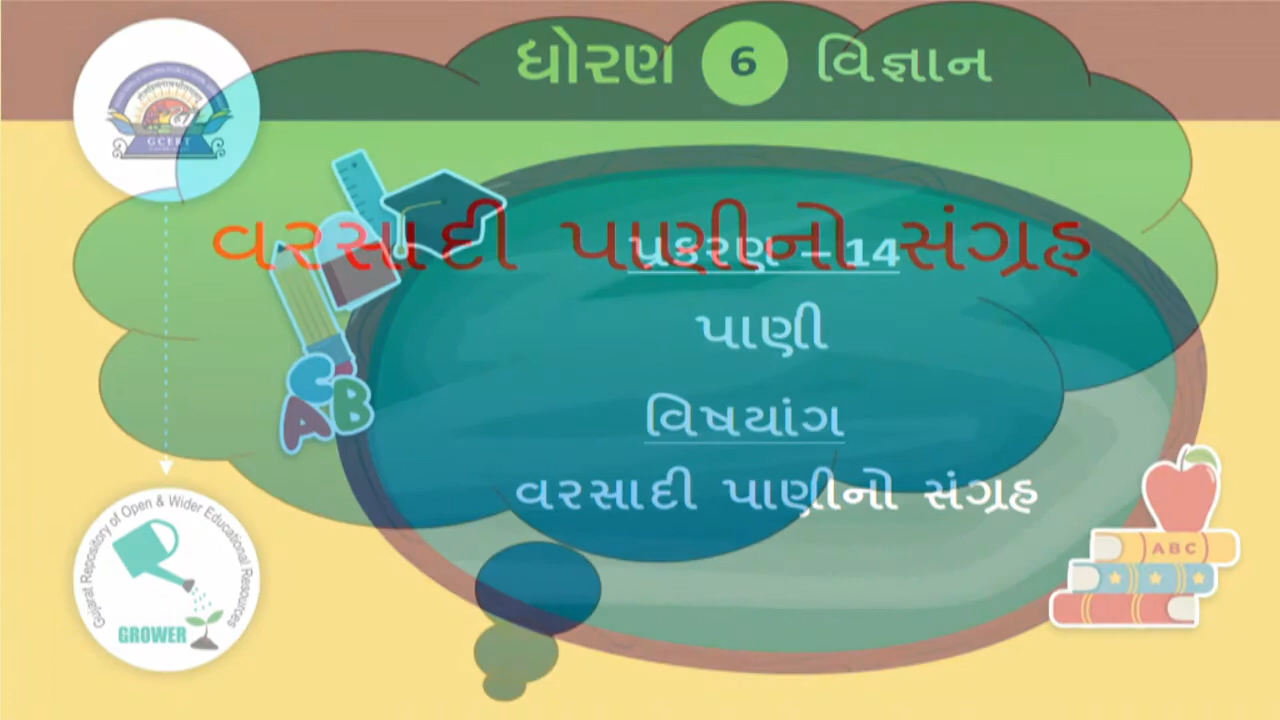 ધોરણ 6 વિજ્ઞાન
GCERT
વરસાદી પાણીનો સંગ્રહ
પ્રકરણ – 14
પાણી
વિષયાંગ
વરસાદી પાણીનો સંગ્રહ
CAB
ABC
Gujarat Repository of Open & Wider Educational Resources
GROWER